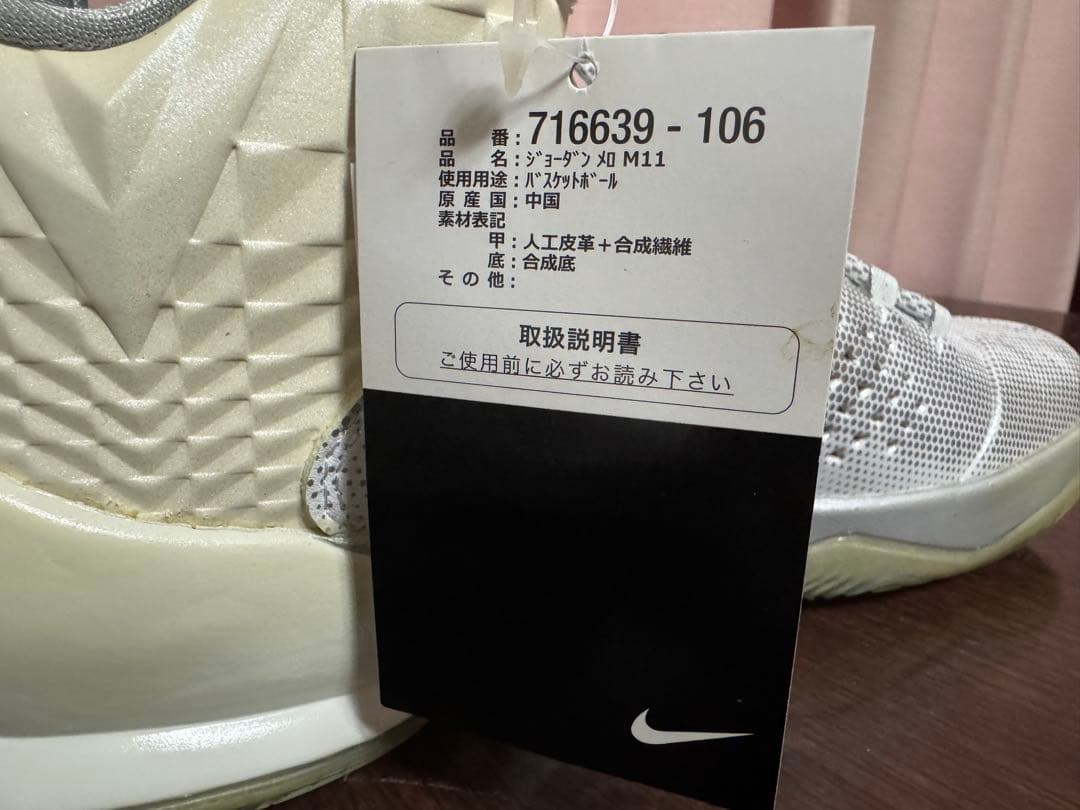 品 番:716639 - 106
品 名:ｼﾞｮｰﾀﾞﾝ ﾒﾛ M11
使用用途:ﾊﾞｽｹｯﾄﾎﾞｰﾙ
原 産 国:中国
素材表記
甲:人工皮革＋合成繊維
底:合成底
そ の 他:
取扱説明書
ご使用前に必ずお読み下さい